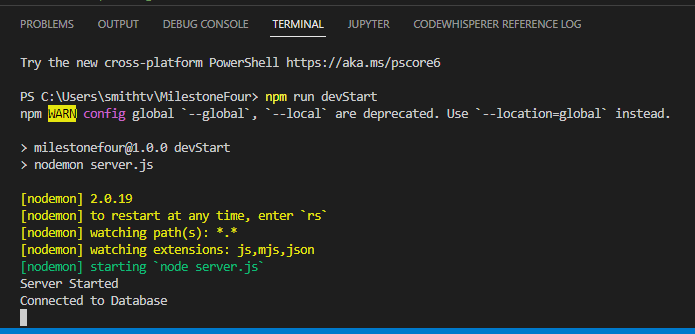 PROBLEMS OUTPUT DEBUG CONSOLE TERMINAL JUPYTER CODEWHISPERER REFERENCE LOG
Try the new cross-platform PowerShell https://aka.ms/pscore6
PS C:\Users\smithtv\MilestoneFour> npm run devStart
npm WARN config global `--global`, `--local` are deprecated. Use `--location=global` instead.
> milestonefour@1.0.0 devStart
> nodemon server.js
[nodemon] 2.0.19
[nodemon] to restart at any time, enter `rs`
[nodemon] watching path(s): *.*
[nodemon] watching extensions: js,mjs,json
[nodemon] starting `node server.js`
Server Started
Connected to Database